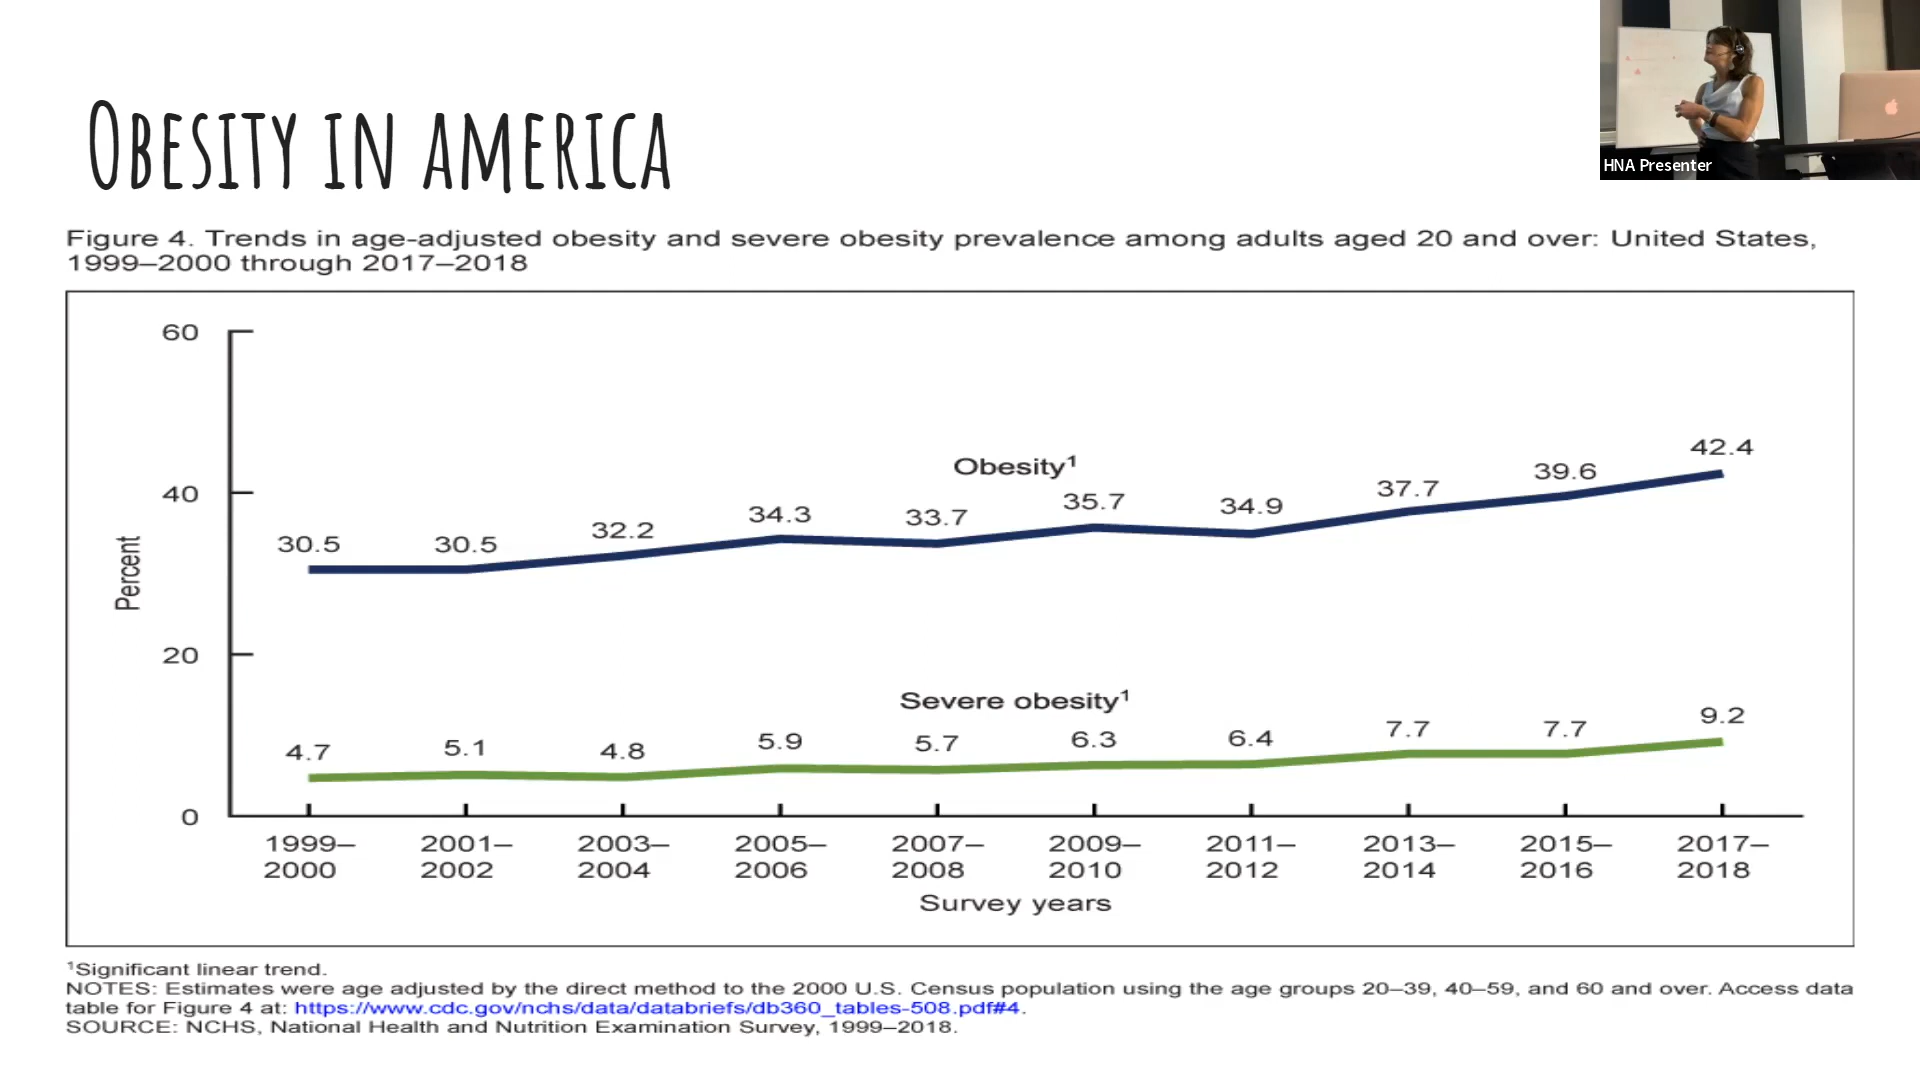 OBESITY IN AMERICA
HNA Presenter
Figure 4. Trends in age-adjusted obesity and severe obesity prevalence among adults aged 20 and over: United States,
1999–2000 through 2017–2018
60
40
20
0
Percent
Obesity¹
30.5 30.5 32.2 34.3 33.7 35.7 34.9 37.7 39.6 42.4
Severe obesity¹
4.7 5.1 4.8 5.9 5.7 6.3 6.4 7.7 7.7 9.2
1999– 2001– 2003– 2005– 2007– 2009– 2011– 2013– 2015– 2017–
2000 2002 2004 2006 2008 2010 2012 2014 2016 2018
Survey years
¹Significant linear trend.
NOTES: Estimates were age adjusted by the direct method to the 2000 U.S. Census population using the age groups 20–39, 40–59, and 60 and over. Access data
table for Figure 4 at: https://www.cdc.gov/nchs/data/databriefs/db360_tables-508.pdf#4.
SOURCE: NCHS, National Health and Nutrition Examination Survey, 1999–2018.